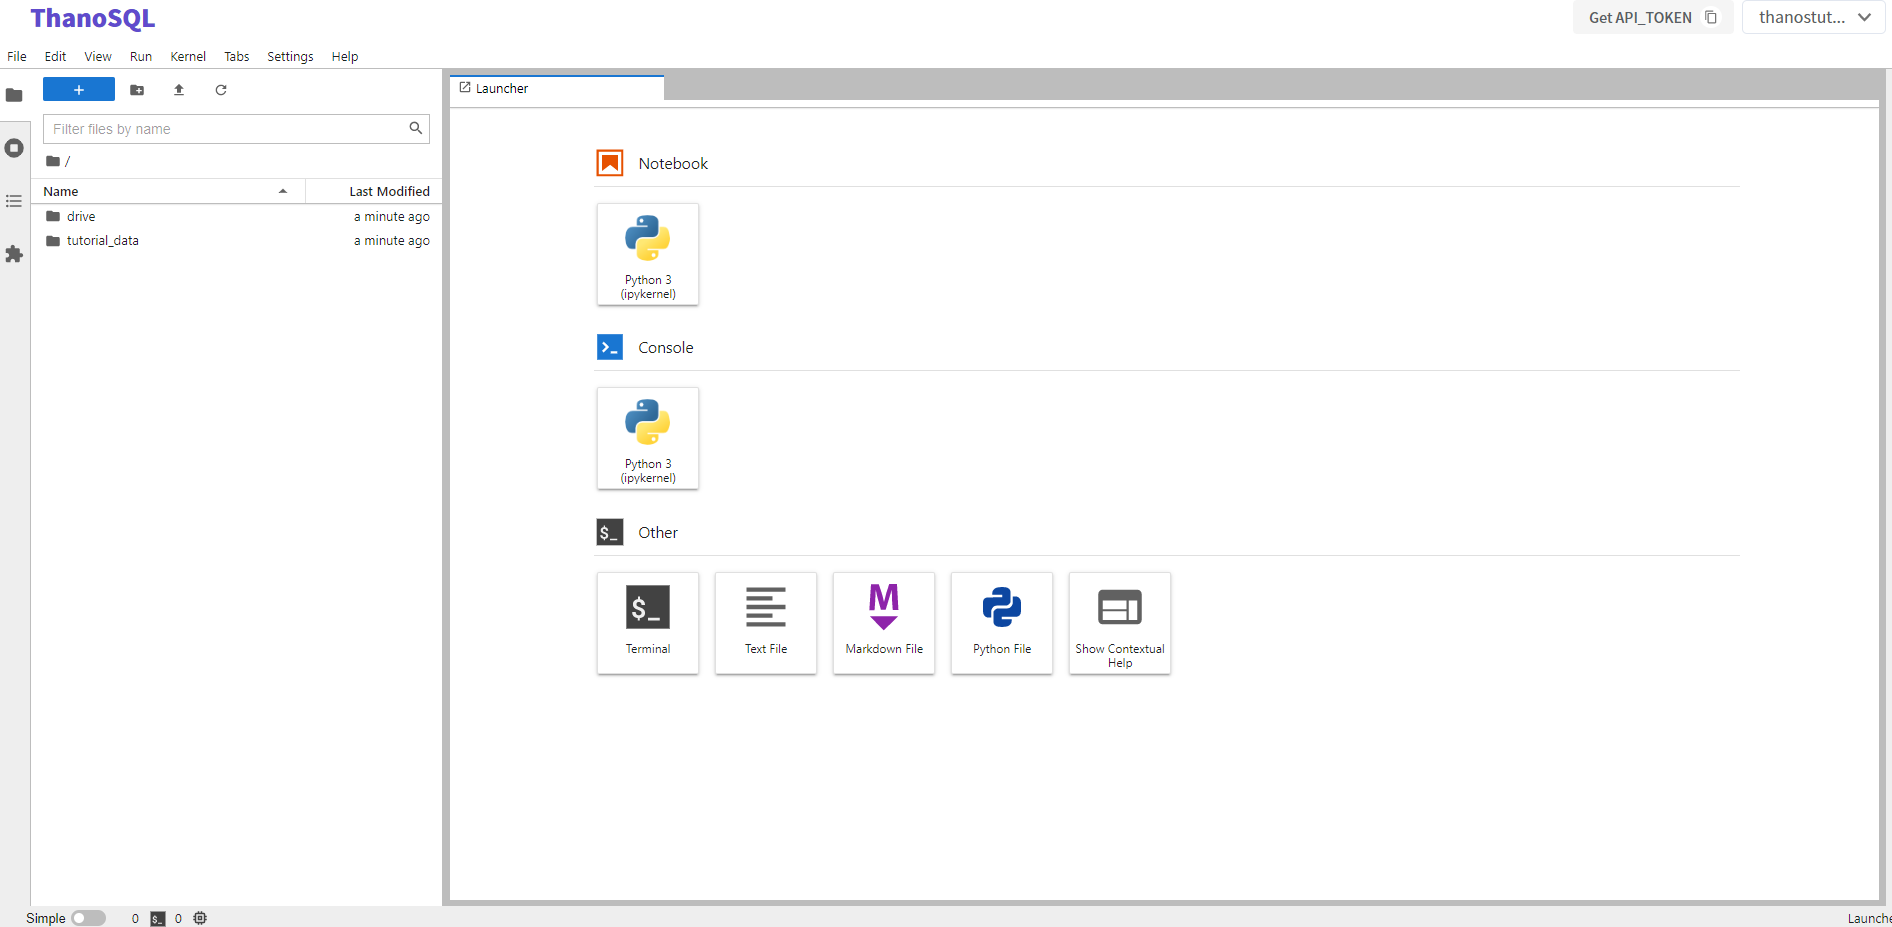 ThanoSQL
Get API_TOKEN
thanostut...
File Edit View Run Kernel Tabs Settings Help
+
Filter files by name
/
Name Last Modified
drive a minute ago
tutorial_data a minute ago
Launcher
Notebook
Python 3
(ipykernel)
Console
Python 3
(ipykernel)
$_ Other
$_
Terminal
Text File
M
Markdown File
Python File
Show Contextual
Help
Simple 0 $_ 0
Launche